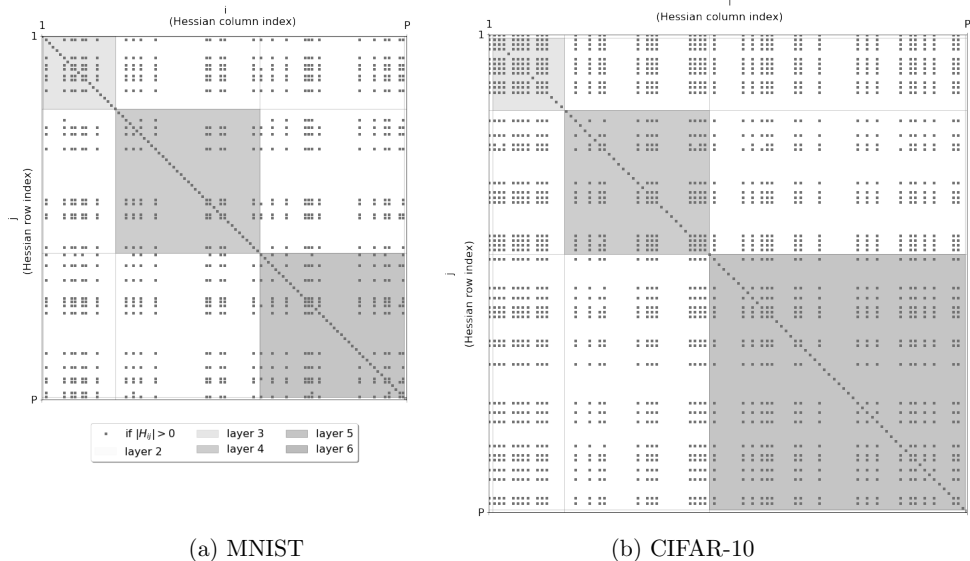 i
(Hessian column index)
1
P
1
j
(Hessian row index)
P
if |H_ij| > 0
layer 2
layer 3
layer 4
layer 5
layer 6
(a) MNIST
(Hessian column index)
1
P
1
j
(Hessian row index)
P
(b) CIFAR-10